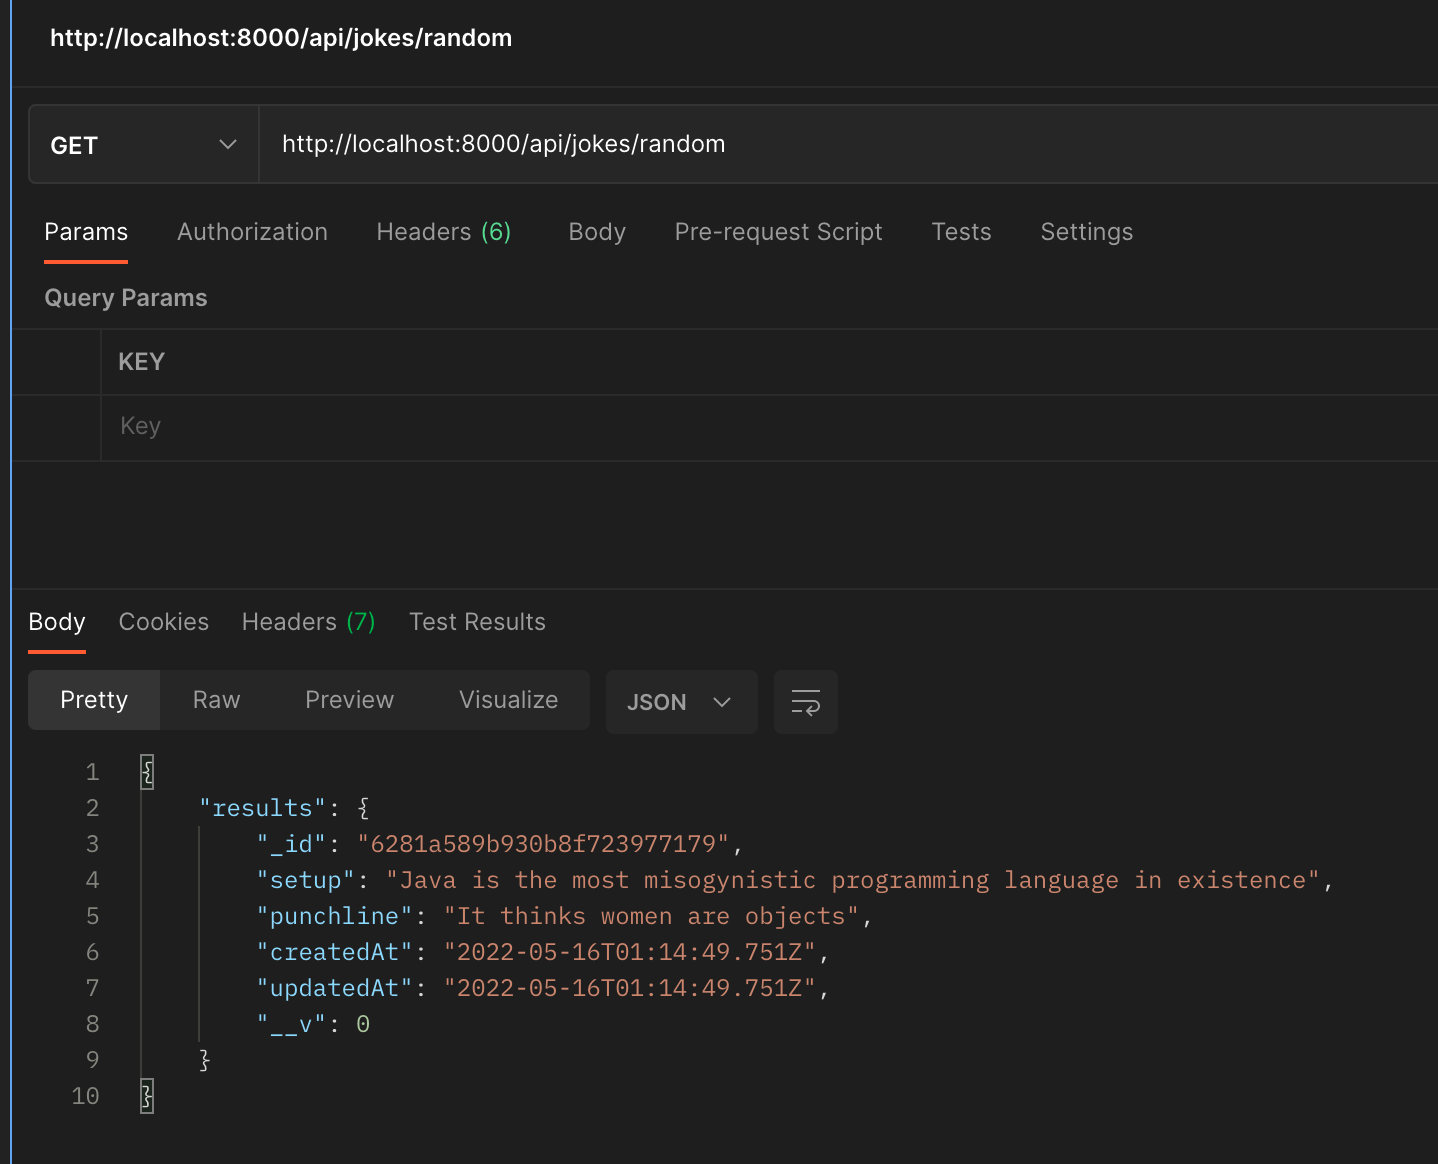 http://localhost:8000/api/jokes/random
GET http://localhost:8000/api/jokes/random
Params Authorization Headers (6) Body Pre-request Script Tests Settings
Query Params
KEY
Key
Body Cookies Headers (7) Test Results
Pretty Raw Preview Visualize JSON
1 {
2 "results": {
3 "_id": "6281a589b930b8f723977179",
4 "setup": "Java is the most misogynistic programming language in existence",
5 "punchline": "It thinks women are objects",
6 "createdAt": "2022-05-16T01:14:49.751Z",
7 "updatedAt": "2022-05-16T01:14:49.751Z",
8 "__v": 0
9 }
10 }